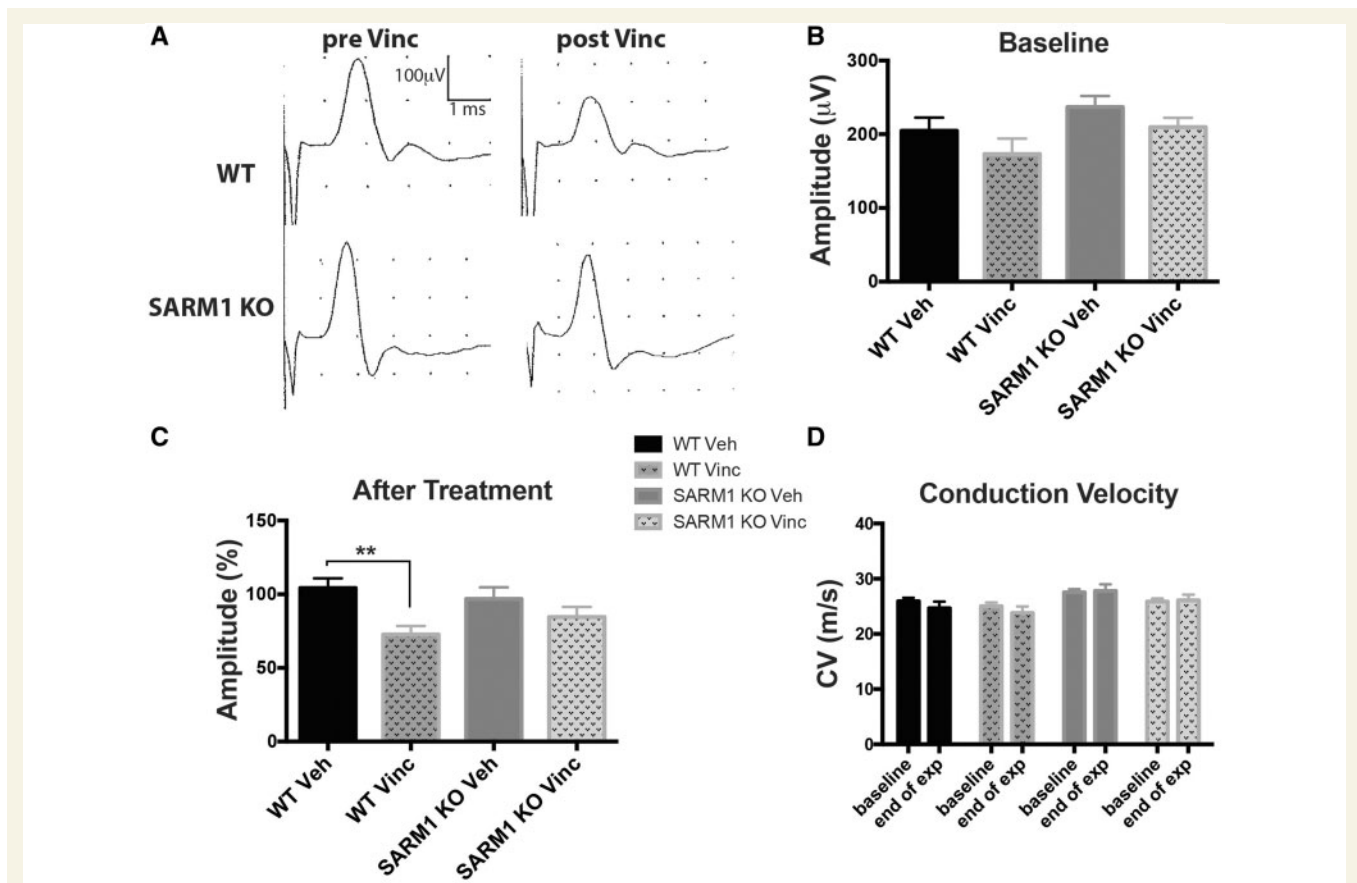 A
pre Vinc
post Vinc
100μV
1 ms
WT
SARM1 KO
B
Baseline
Amplitude (μV)
300
200
100
0
WT Veh
WT Vinc
SARM1 KO Veh
SARM1 KO Vinc
C
After Treatment
Amplitude (%)
150
100
50
0
**
WT Veh
WT Vinc
SARM1 KO Veh
SARM1 KO Vinc
WT Veh
WT Vinc
SARM1 KO Veh
SARM1 KO Vinc
D
Conduction Velocity
CV (m/s)
40
30
20
10
0
baseline
end of exp
baseline
end of exp
baseline
end of exp
baseline
end of exp